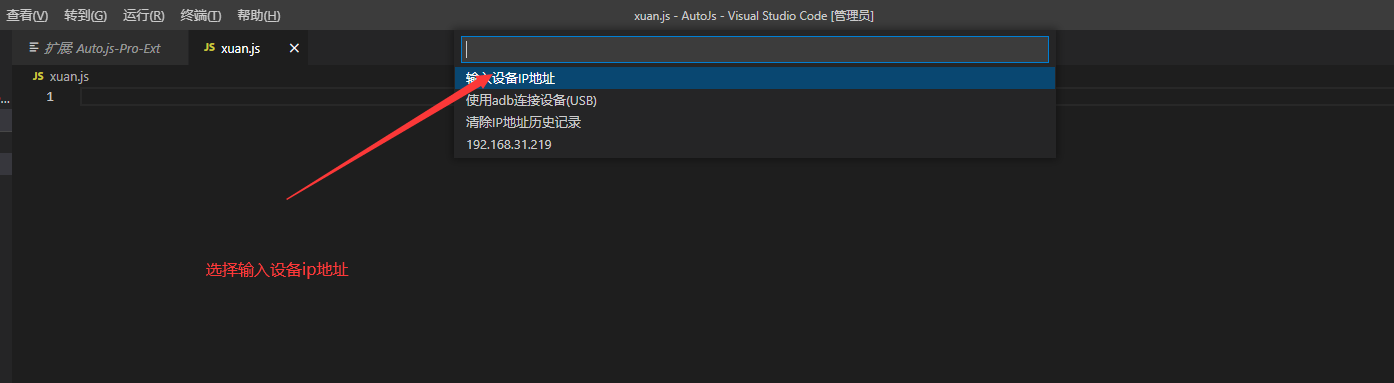 查看(V) 转到(G) 运行(R) 终端(T) 帮助(H) xuan.js - AutoJs - Visual Studio Code [管理员]
扩展: Auto.js-Pro-Ext JS xuan.js ×
JS xuan.js
1
输入设备IP地址
使用adb连接设备(USB)
清除IP地址历史记录
192.168.31.219
选择输入设备ip地址